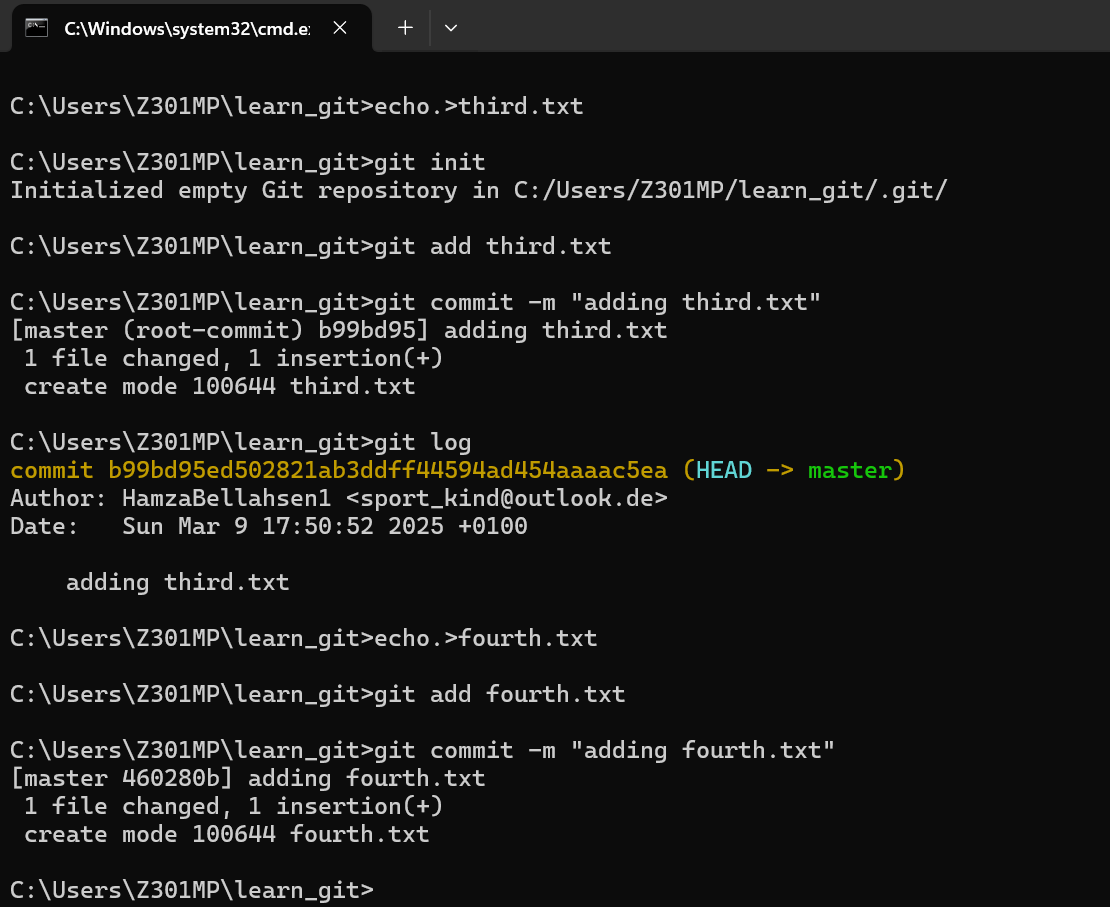 C:\Windows\system32\cmd.e
C:\Users\Z301MP\learn_git>echo.>third.txt
C:\Users\Z301MP\learn_git>git init
Initialized empty Git repository in C:/Users/Z301MP/learn_git/.git/
C:\Users\Z301MP\learn_git>git add third.txt
C:\Users\Z301MP\learn_git>git commit -m "adding third.txt"
[master (root-commit) b99bd95] adding third.txt
 1 file changed, 1 insertion(+)
 create mode 100644 third.txt
C:\Users\Z301MP\learn_git>git log
commit b99bd95ed502821ab3ddff44594ad454aaaac5ea (HEAD -> master)
Author: HamzaBellahsen1 <sport_kind@outlook.de>
Date:   Sun Mar 9 17:50:52 2025 +0100
    adding third.txt
C:\Users\Z301MP\learn_git>echo.>fourth.txt
C:\Users\Z301MP\learn_git>git add fourth.txt
C:\Users\Z301MP\learn_git>git commit -m "adding fourth.txt"
[master 460280b] adding fourth.txt
 1 file changed, 1 insertion(+)
 create mode 100644 fourth.txt
C:\Users\Z301MP\learn_git>